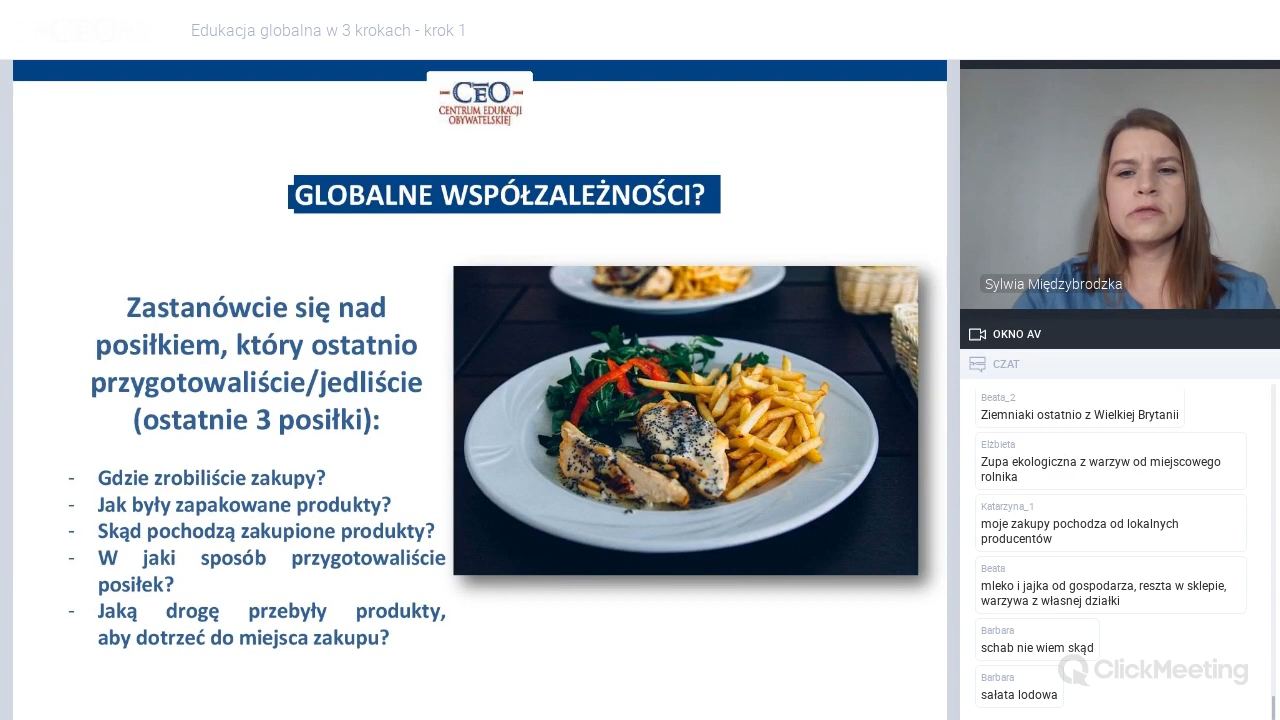 Edukacja globalna w 3 krokach - krok 1
CEO
CENTRUM EDUKACJI
OBYWATELSKIEJ
GLOBALNE WSPÓŁZALEŻNOŚCI?
Zastanówcie się nad
posiłkiem, który ostatnio
przygotowaliście/jedliście
(ostatnie 3 posiłki):
- Gdzie zrobiliście zakupy?
- Jak były zapakowane produkty?
- Skąd pochodzą zakupione produkty?
- W jaki sposób przygotowaliście
posiłek?
- Jaką drogę przebyły produkty,
aby dotrzeć do miejsca zakupu?
Sylwia Międzybrodzka
OKNO AV
CZAT
Beata_2
Ziemniaki ostatnio z Wielkiej Brytanii
Elżbieta
Zupa ekologiczna z warzyw od miejscowego
rolnika
Katarzyna_1
moje zakupy pochodza od lokalnych
producentów
Beata
mleko i jajka od gospodarza, reszta w sklepie,
warzywa z własnej działki
Barbara
schab nie wiem skąd
Barbara
sałata lodowa
ClickMeeting